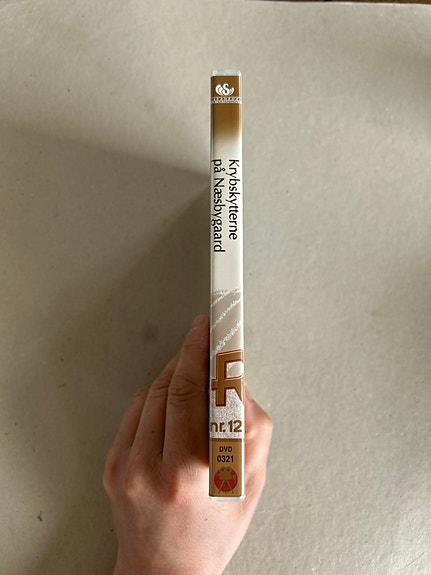 Krybskytterne
på Næsbygaard
nr. 12
DVD
0321